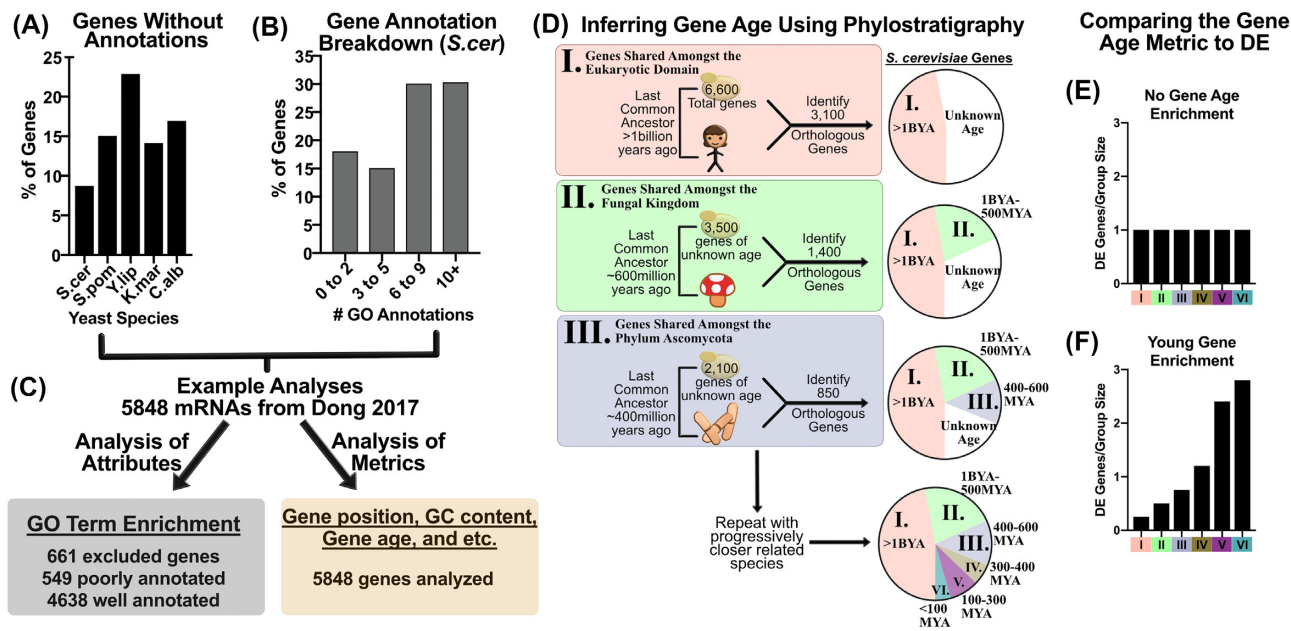 (A)
Genes Without
Annotations
% of Genes
25
20
15
10
5
0
S.cer
S.pom
Y.lip
K.mar
C.alb
Yeast Species
(B)
Gene Annotation
Breakdown (S.cer)
% of Genes
35
30
25
20
15
10
5
0
0 to 2
3 to 5
6 to 9
10+
# GO Annotations
(C)
Example Analyses
5848 mRNAs from Dong 2017
Analysis of
Attributes
Analysis of
Metrics
GO Term Enrichment
661 excluded genes
549 poorly annotated
4638 well annotated
Gene position, GC content,
Gene age, and etc.
5848 genes analyzed
(D)
Inferring Gene Age Using Phylostratigraphy
I.
Genes Shared Amongst the
Eukaryotic Domain
Last
Common
Ancestor
>1billion
years ago
6,600
Total genes
Identify
3,100
Orthologous
Genes
S. cerevisiae Genes
I.
>1BYA
Unknown
Age
II.
Genes Shared Amongst the
Fungal Kingdom
Last
Common
Ancestor
~600million
years ago
3,500
genes of
unknown age
Identify
1,400
Orthologous
Genes
1BYA-
500MYA
I.
>1BYA
II.
Unknown
Age
III.
Genes Shared Amongst the
Phylum Ascomycota
Last
Common
Ancestor
~400million
years ago
2,100
genes of
unknown age
Identify
850
Orthologous
Genes
1BYA-
500MYA
I.
>1BYA
II.
III.
400-600
MYA
Unknown
Age
Repeat with
progressively
closer related
species
1BYA-
500MYA
I.
>1BYA
II.
III.
400-600
MYA
IV.
300-400
MYA
V.
100-300
MYA
VI.
<100
MYA
Comparing the Gene
Age Metric to DE
(E)
No Gene Age
Enrichment
DE Genes/Group Size
3
2
1
0
I II III IV V VI
(F)
Young Gene
Enrichment
DE Genes/Group Size
3
2
1
0
I II III IV V VI